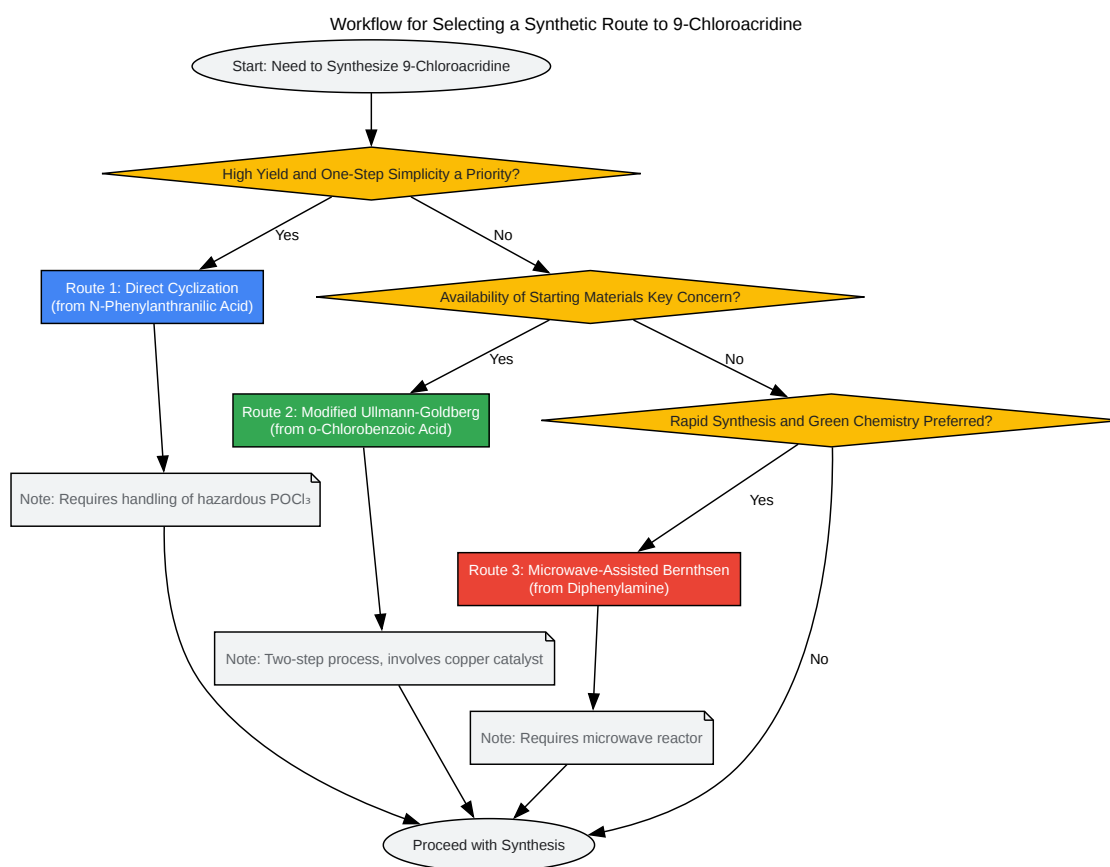 Workflow for Selecting a Synthetic Route to 9-Chloroacridine
Start: Need to Synthesize 9-Chloroacridine
High Yield and One-Step Simplicity a Priority?
Yes
No
Route 1: Direct Cyclization
(from N-Phenylanthranilic Acid)
Availability of Starting Materials Key Concern?
Yes
No
Route 2: Modified Ullmann-Goldberg
(from o-Chlorobenzoic Acid)
Rapid Synthesis and Green Chemistry Preferred?
Note: Requires handling of hazardous POCl₃
Yes
Route 3: Microwave-Assisted Bernthsen
(from Diphenylamine)
Note: Two-step process, involves copper catalyst
No
Note: Requires microwave reactor
Proceed with Synthesis